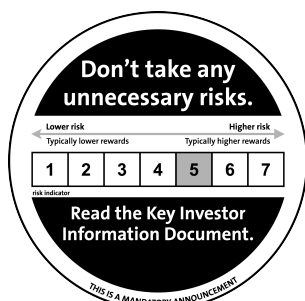 Don't take any
unnecessary risks.
Lower risk Higher risk
Typically lower rewards Typically higher rewards
1 2 3 4 5 6 7
risk indicator
Read the Key Investor
Information Document.
THIS IS A MANDATORY ANNOUNCEMENT